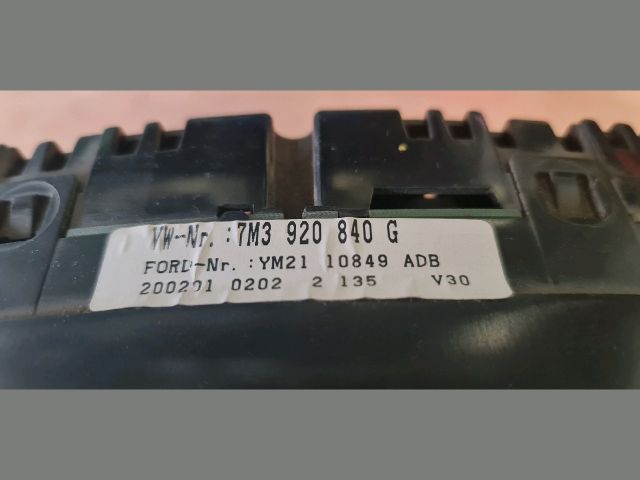 VW-Nr. :7M3 920 840 G
FORD-Nr. :YM21 10849 ADB
200201 0202 2 135 V30